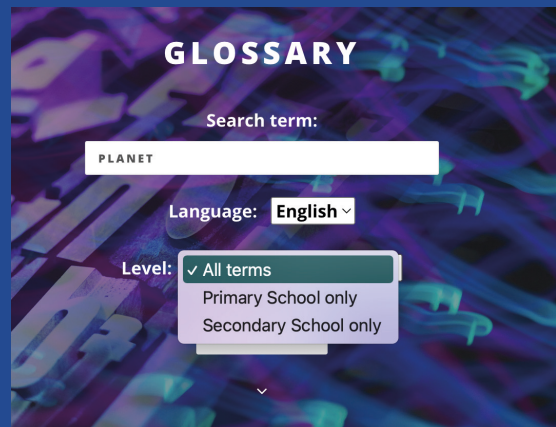 GLOSSARY
Search term:
PLANET
Language: English
Level: ✓ All terms
Primary School only
Secondary School only